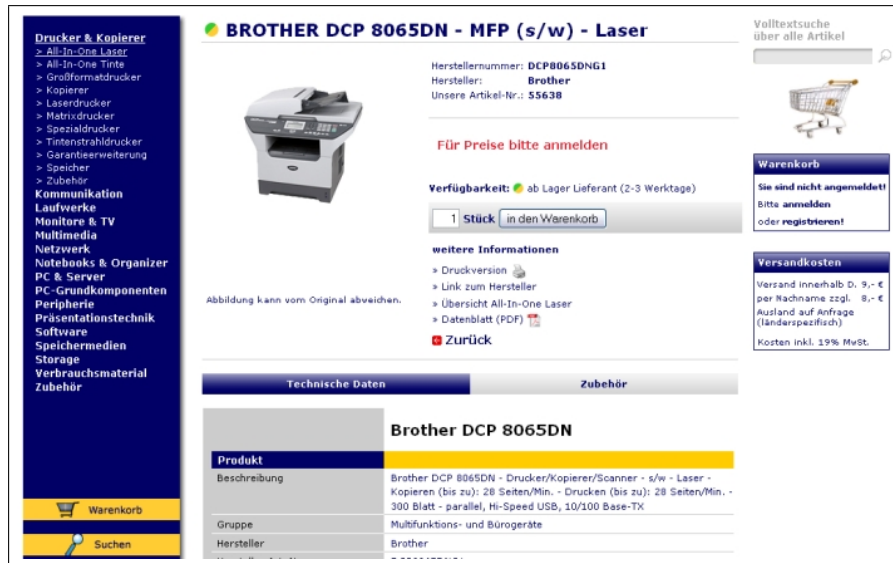 Drucker & Kopierer
> All-In-One Laser
> All-In-One Tinte
> Großformatdrucker
> Kopierer
> Laserdrucker
> Matrixdrucker
> Spezialdrucker
> Tintenstrahldrucker
> Garantieerweiterung
> Speicher
> Zubehör
Kommunikation
Laufwerke
Monitore & TV
Multimedia
Netzwerk
Notebooks & Organizer
PC & Server
PC-Grundkomponenten
Peripherie
Präsentationstechnik
Software
Speichermedien
Storage
Verbrauchsmaterial
Zubehör
Warenkorb
Suchen
BROTHER DCP 8065DN - MFP (s/w) - Laser
Herstellernummer: DCP8065DNG1
Hersteller: Brother
Unsere Artikel-Nr.: 55638
Für Preise bitte anmelden
Verfügbarkeit: ab Lager Lieferant (2-3 Werktage)
1 Stück in den Warenkorb
weitere Informationen
» Druckversion
» Link zum Hersteller
» Übersicht All-In-One Laser
» Datenblatt (PDF)
Zurück
Abbildung kann vom Original abweichen.
Technische Daten Zubehör
Brother DCP 8065DN
Produkt
Beschreibung Brother DCP 8065DN - Drucker/Kopierer/Scanner - s/w - Laser -
Kopieren (bis zu): 28 Seiten/Min. - Drucken (bis zu): 28 Seiten/Min. -
300 Blatt - parallel, Hi-Speed USB, 10/100 Base-TX
Gruppe Multifunktions- und Bürogeräte
Hersteller Brother
Volltextsuche
über alle Artikel
Warenkorb
Sie sind nicht angemeldet!
Bitte anmelden
oder registrieren!
Versandkosten
Versand innerhalb D. 9,- €
per Nachname zzgl. 8,- €
Ausland auf Anfrage
(länderspezifisch)
Kosten inkl. 19% MwSt.